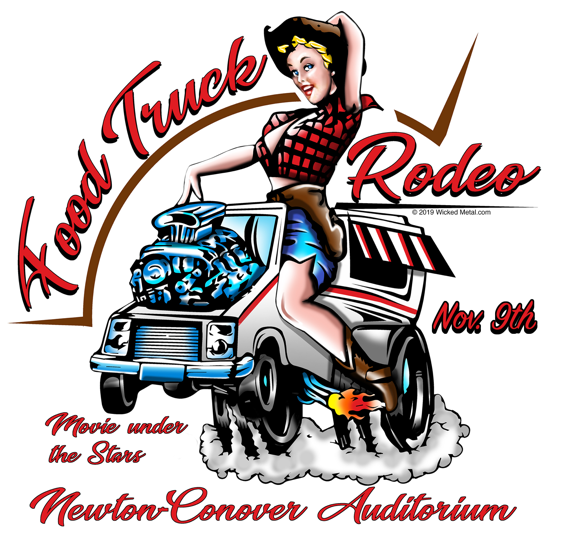 Food Truck
Rodeo
© 2019 Wicked Metal.com
Nov. 9th
Movie under
the Stars
Newton-Conover Auditorium